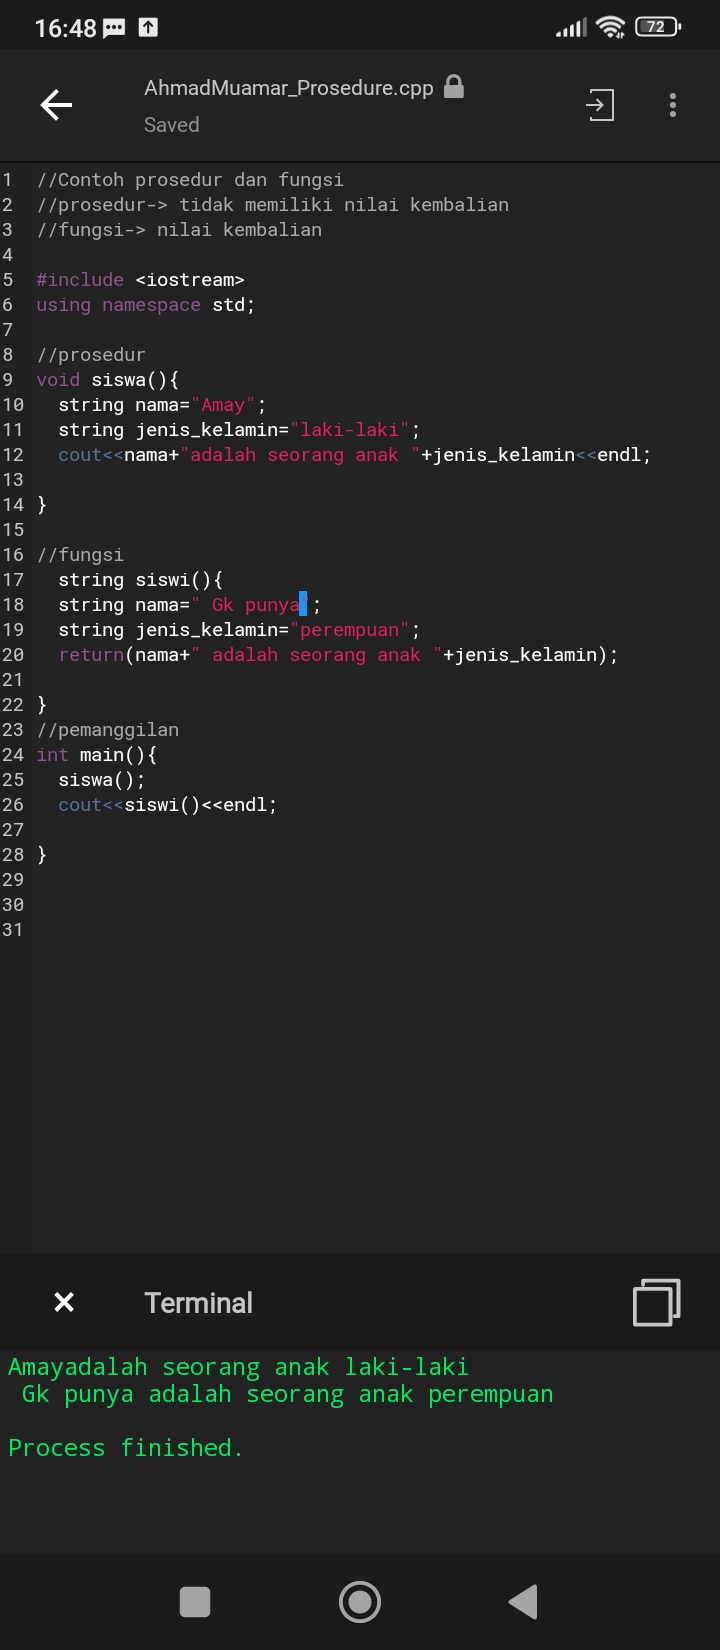 16:48
72
AhmadMuamar_Prosedure.cpp
Saved
1 //Contoh prosedur dan fungsi
2 //prosedur-> tidak memiliki nilai kembalian
3 //fungsi-> nilai kembalian
4
5 #include <iostream>
6 using namespace std;
7
8 //prosedur
9 void siswa(){
10   string nama="Amay";
11   string jenis_kelamin="laki-laki";
12   cout<<nama+"adalah seorang anak "+jenis_kelamin<<endl;
13
14 }
15
16 //fungsi
17   string siswi(){
18   string nama=" Gk punya";
19   string jenis_kelamin="perempuan";
20   return(nama+" adalah seorang anak "+jenis_kelamin);
21
22 }
23 //pemanggilan
24 int main(){
25   siswa();
26   cout<<siswi()<<endl;
27
28 }
29
30
31
Terminal
Amayadalah seorang anak laki-laki
 Gk punya adalah seorang anak perempuan
Process finished.